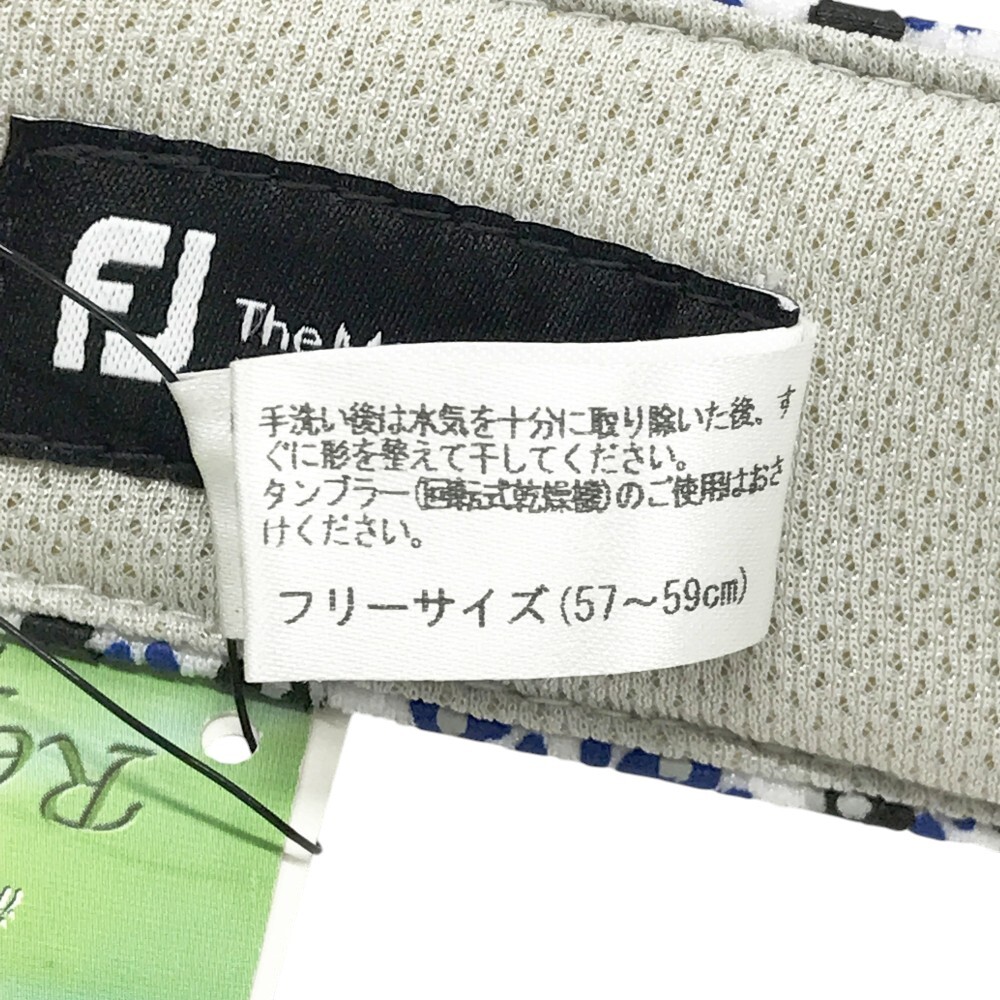 FJ
The
手洗い後は水気を十分に取り除いた後。す
ぐに形を整えて干してください。
タンブラー(回転式乾燥機)のご使用はおさ
けください。
フリーサイズ(57～59cm)
Re